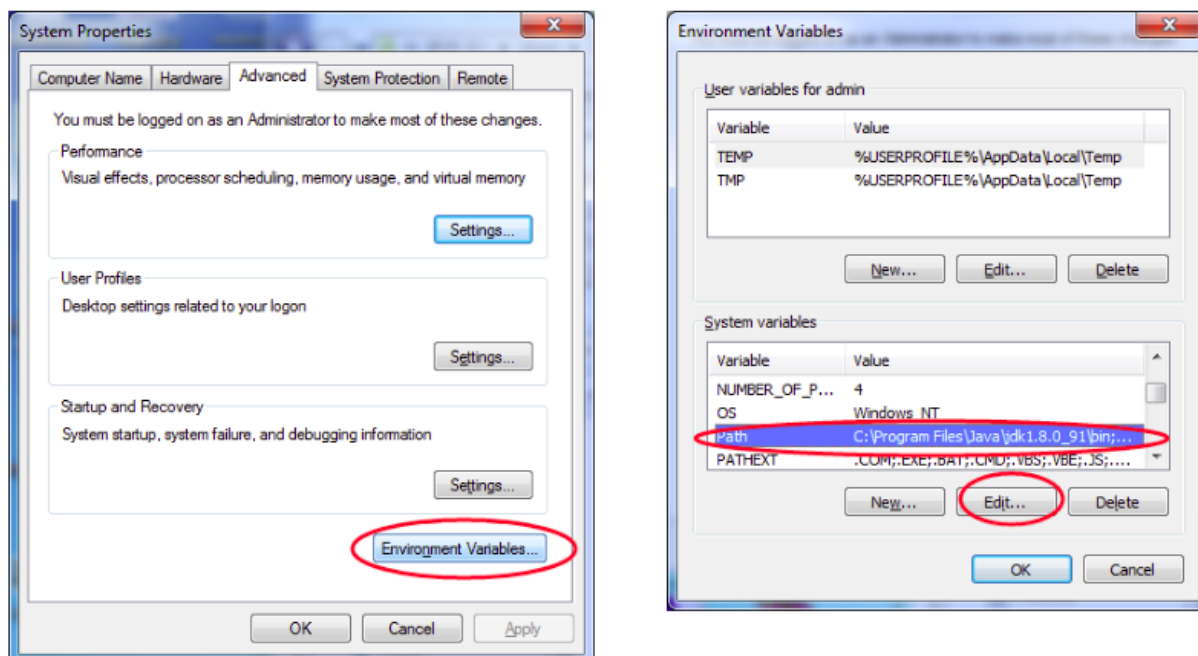 System Properties
Computer Name Hardware Advanced System Protection Remote
You must be logged on as an Administrator to make most of these changes.
Performance
Visual effects, processor scheduling, memory usage, and virtual memory
Settings...
User Profiles
Desktop settings related to your logon
Settings...
Startup and Recovery
System startup, system failure, and debugging information
Settings...
Environment Variables...
OK Cancel Apply
Environment Variables
User variables for admin
Variable Value
TEMP %USERPROFILE%\AppData\Local\Temp
TMP %USERPROFILE%\AppData\Local\Temp
New... Edit... Delete
System variables
Variable Value
NUMBER_OF_P... 4
OS Windows_NT
Path C:\Program Files\Java\jdk1.8.0_91\bin;...
PATHEXT .COM;.EXE;.BAT;.CMD;.VBS;.VBE;.JS;....
New... Edit... Delete
OK Cancel